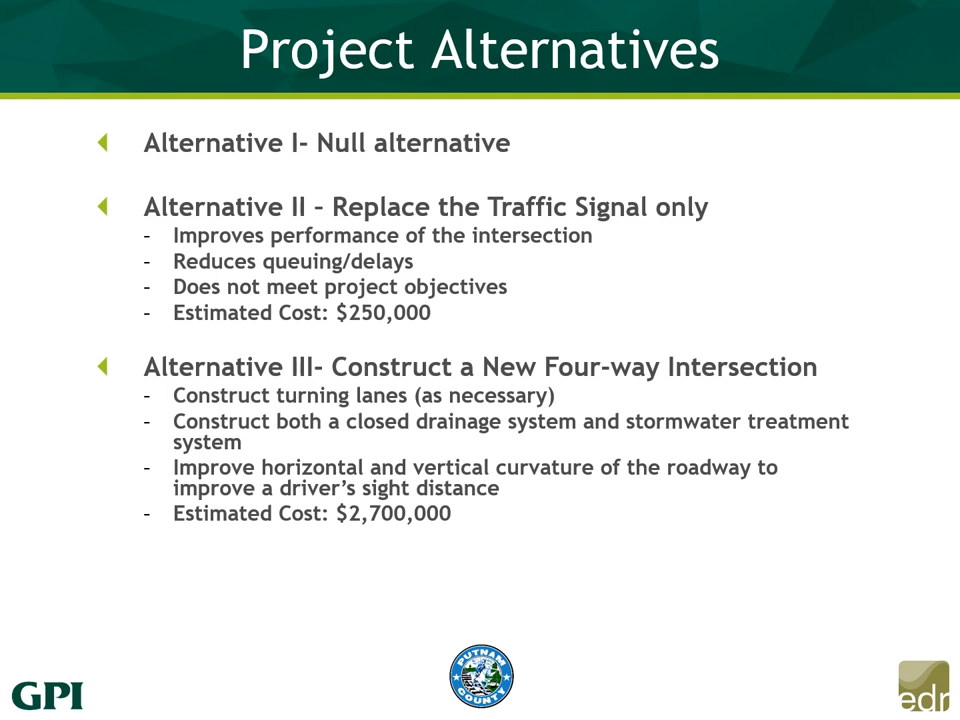 Project Alternatives
Alternative I- Null alternative
Alternative II – Replace the Traffic Signal only
- Improves performance of the intersection
- Reduces queuing/delays
- Does not meet project objectives
- Estimated Cost: $250,000
Alternative III- Construct a New Four-way Intersection
- Construct turning lanes (as necessary)
- Construct both a closed drainage system and stormwater treatment
system
- Improve horizontal and vertical curvature of the roadway to
improve a driver’s sight distance
- Estimated Cost: $2,700,000
GPI
PUTNAM
COUNTY
edr